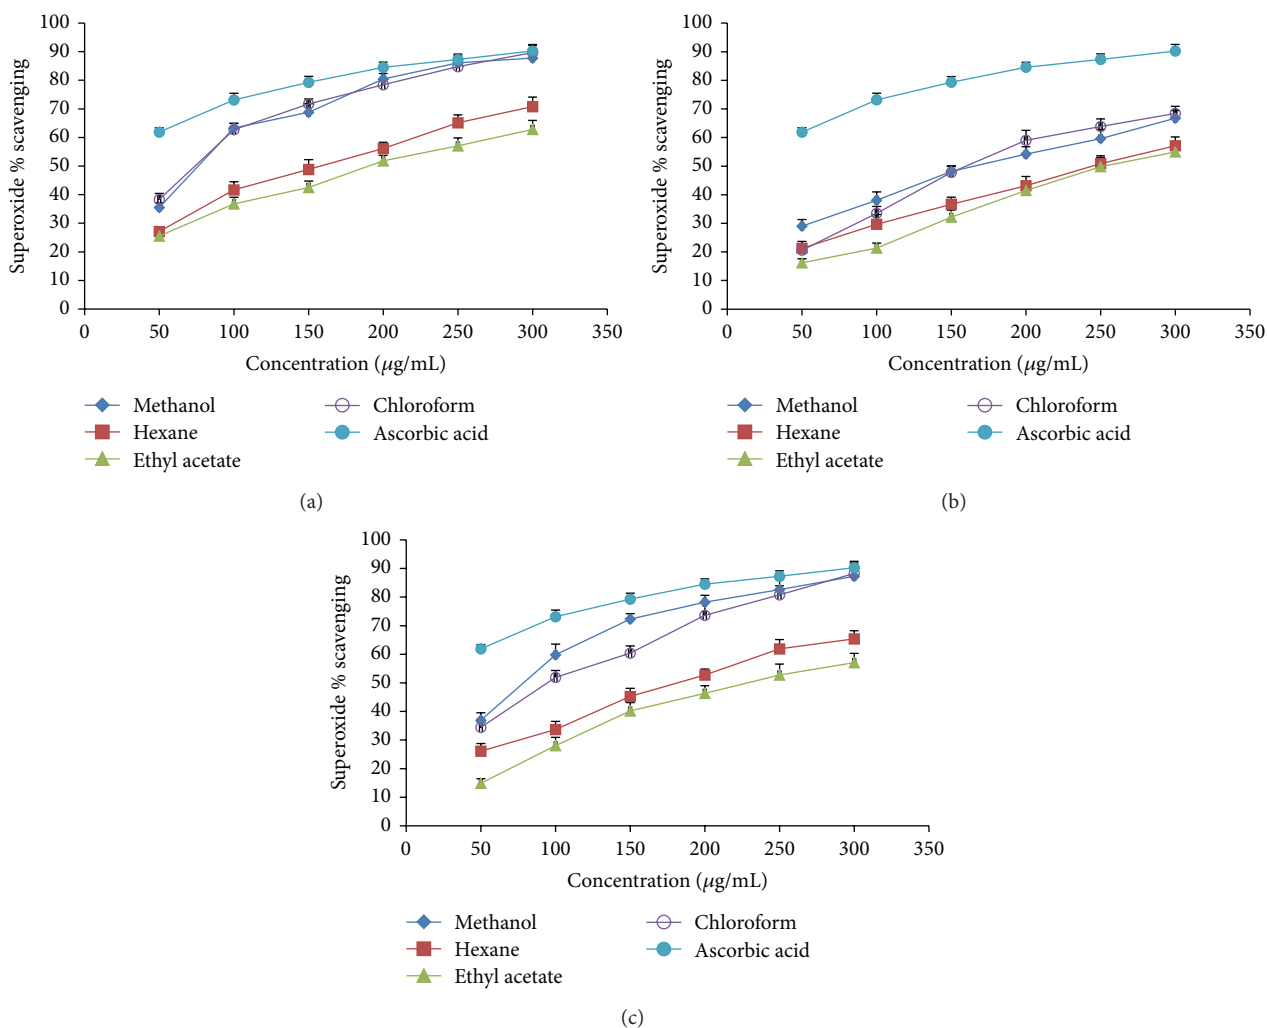 100
90
80
70
60
50
40
30
20
10
0
Superoxide % scavenging
0 50 100 150 200 250 300 350
Concentration (μg/mL)
Methanol
Hexane
Ethyl acetate
Chloroform
Ascorbic acid
(a)
100
90
80
70
60
50
40
30
20
10
0
Superoxide % scavenging
0 50 100 150 200 250 300 350
Concentration (μg/mL)
Methanol
Hexane
Ethyl acetate
Chloroform
Ascorbic acid
(b)
100
90
80
70
60
50
40
30
20
10
0
Superoxide % scavenging
0 50 100 150 200 250 300 350
Concentration (μg/mL)
Methanol
Hexane
Ethyl acetate
Chloroform
Ascorbic acid
(c)